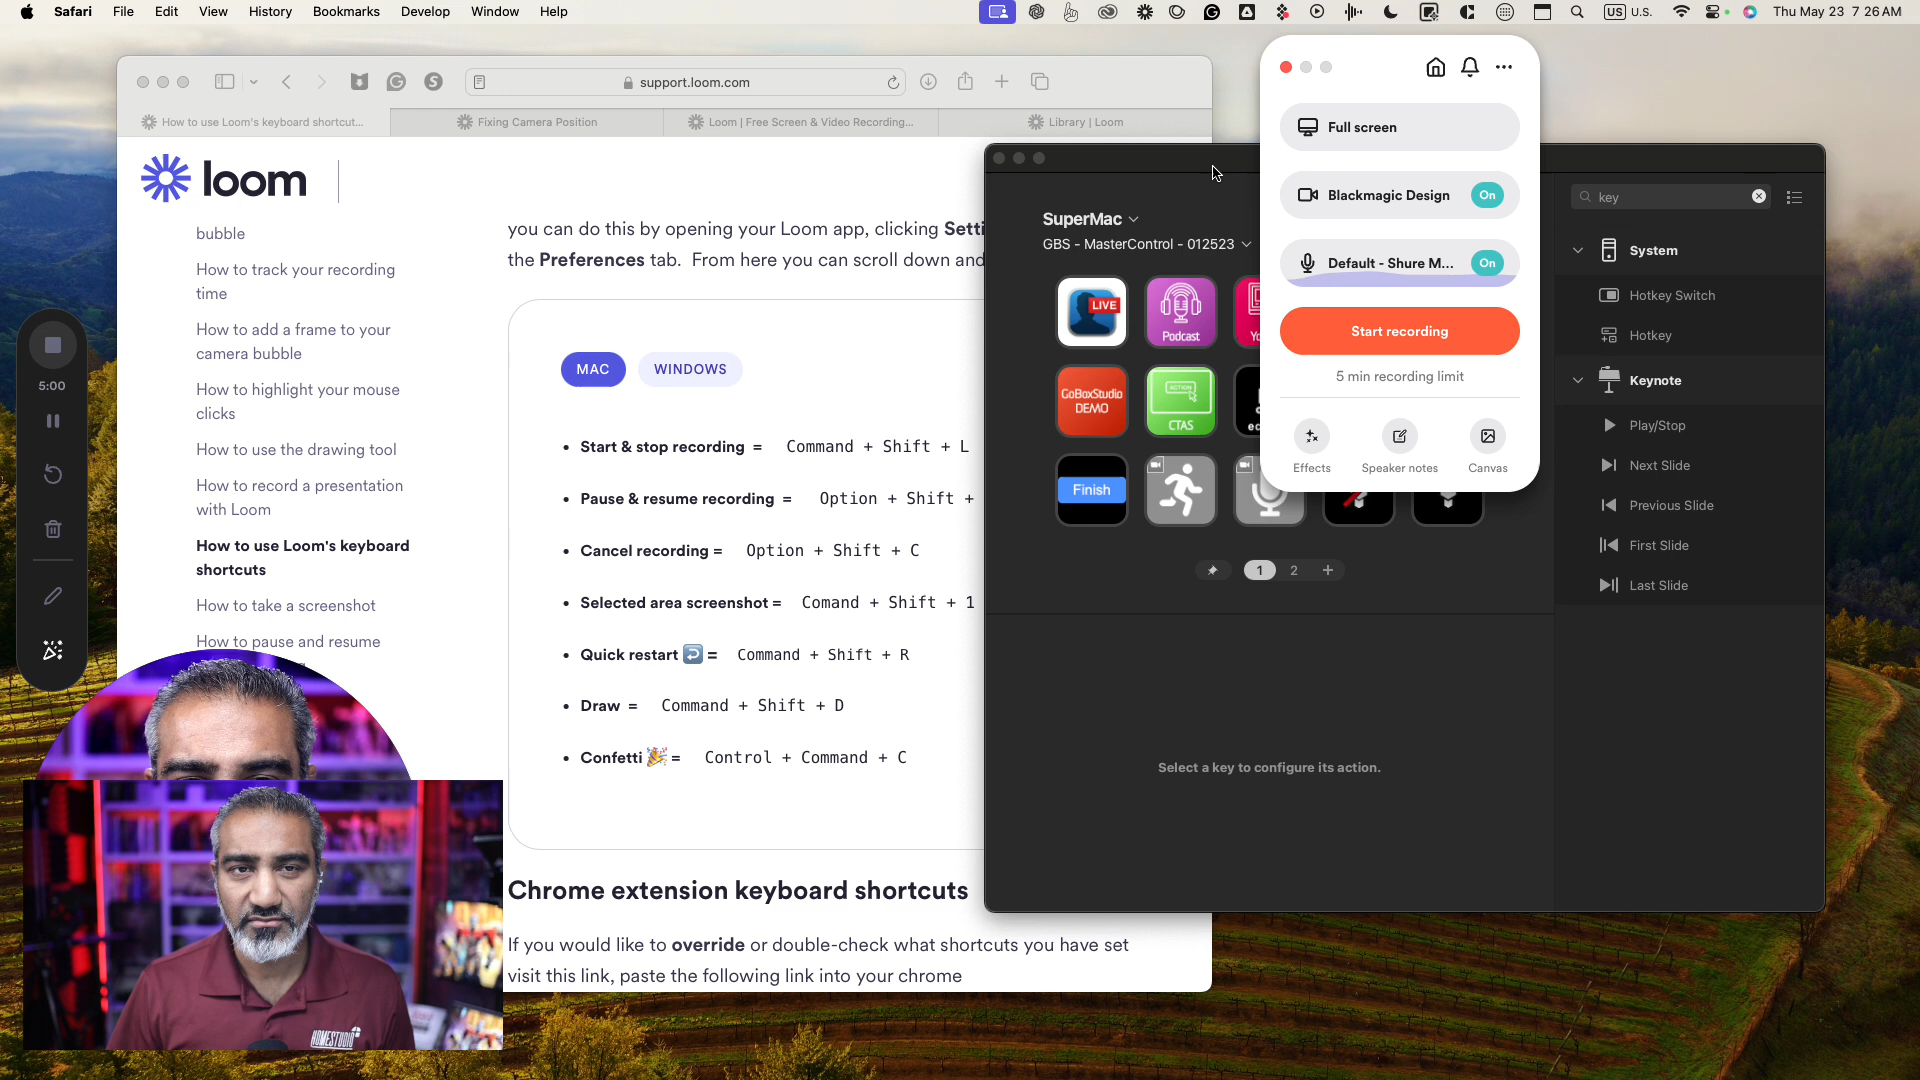 Safari File Edit View History Bookmarks Develop Window Help
US U.S. Thu May 23 7 26 AM
support.loom.com
How to use Loom's keyboard shortcut...
Fixing Camera Position
Loom | Free Screen & Video Recording...
Library | Loom
loom
bubble
How to track your recording
time
How to add a frame to your
camera bubble
How to highlight your mouse
clicks
How to use the drawing tool
How to record a presentation
with Loom
How to use Loom's keyboard
shortcuts
How to take a screenshot
How to pause and resume
5:00
you can do this by opening your Loom app, clicking Setti
the Preferences tab. From here you can scroll down and
MAC WINDOWS
• Start & stop recording = Command + Shift + L
• Pause & resume recording = Option + Shift +
• Cancel recording = Option + Shift + C
• Selected area screenshot = Comand + Shift + 1
• Quick restart = Command + Shift + R
• Draw = Command + Shift + D
• Confetti 🎉 = Control + Command + C
Chrome extension keyboard shortcuts
If you would like to override or double-check what shortcuts you have set
visit this link, paste the following link into your chrome
HOMESTUDIO
SuperMac
GBS - MasterControl - 012523
LIVE
Podcast
Yo
GoBoxStudio
DEMO
ACTION
CTAS
Finish
1 2 +
Select a key to configure its action.
Full screen
Blackmagic Design On
Default - Shure M... On
Start recording
5 min recording limit
Effects Speaker notes Canvas
key
System
Hotkey Switch
Hotkey
Keynote
Play/Stop
Next Slide
Previous Slide
First Slide
Last Slide